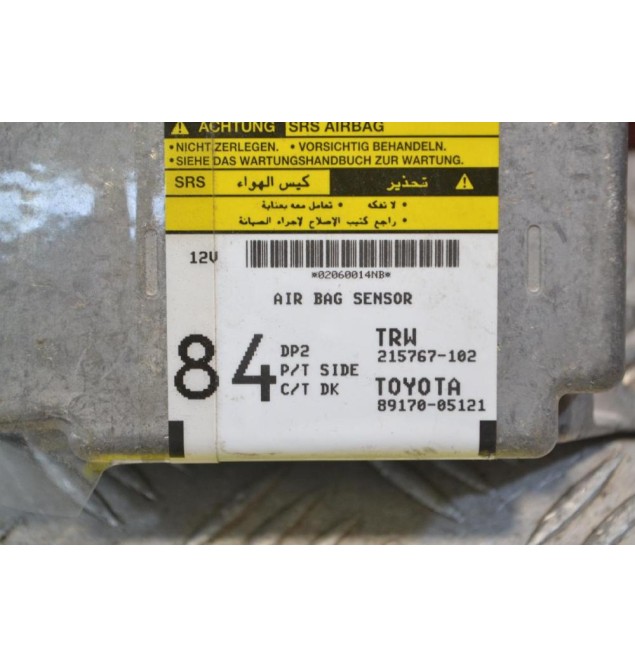 ACHTUNG SRS AIRBAG
•NICHT ZERLEGEN. •VORSICHTIG BEHANDELN.
•SIEHE DAS WARTUNGSHANDBUCH ZUR WARTUNG.
SRS كيس الهواء تحذير
• لا تفكه • تعامل معه بعناية
• راجع كتيب الإصلاح لإجراء الصيانة
12V
*02060014NB*
AIR BAG SENSOR
84
DP2
P/T SIDE
C/T DK
TRW
215767-102
TOYOTA
89170-05121